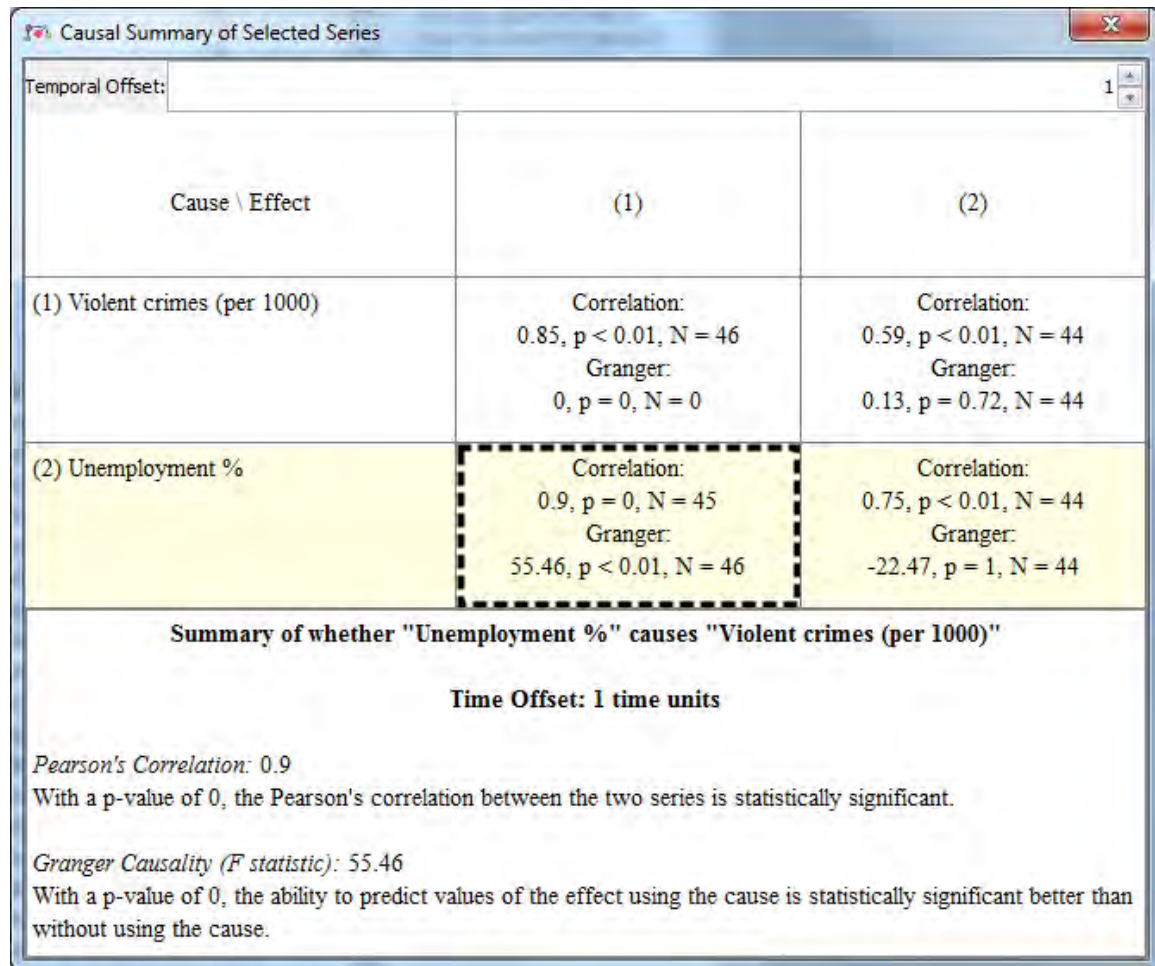 Causal Summary of Selected Series
Temporal Offset: 1
Cause \ Effect (1) (2)
(1) Violent crimes (per 1000) Correlation: Correlation:
0.85, p < 0.01, N = 46 0.59, p < 0.01, N = 44
Granger: Granger:
0, p = 0, N = 0 0.13, p = 0.72, N = 44
(2) Unemployment % Correlation: Correlation:
0.9, p = 0, N = 45 0.75, p < 0.01, N = 44
Granger: Granger:
55.46, p < 0.01, N = 46 -22.47, p = 1, N = 44
Summary of whether "Unemployment %" causes "Violent crimes (per 1000)"
Time Offset: 1 time units
Pearson's Correlation: 0.9
With a p-value of 0, the Pearson's correlation between the two series is statistically significant.
Granger Causality (F statistic): 55.46
With a p-value of 0, the ability to predict values of the effect using the cause is statistically significant better than
without using the cause.